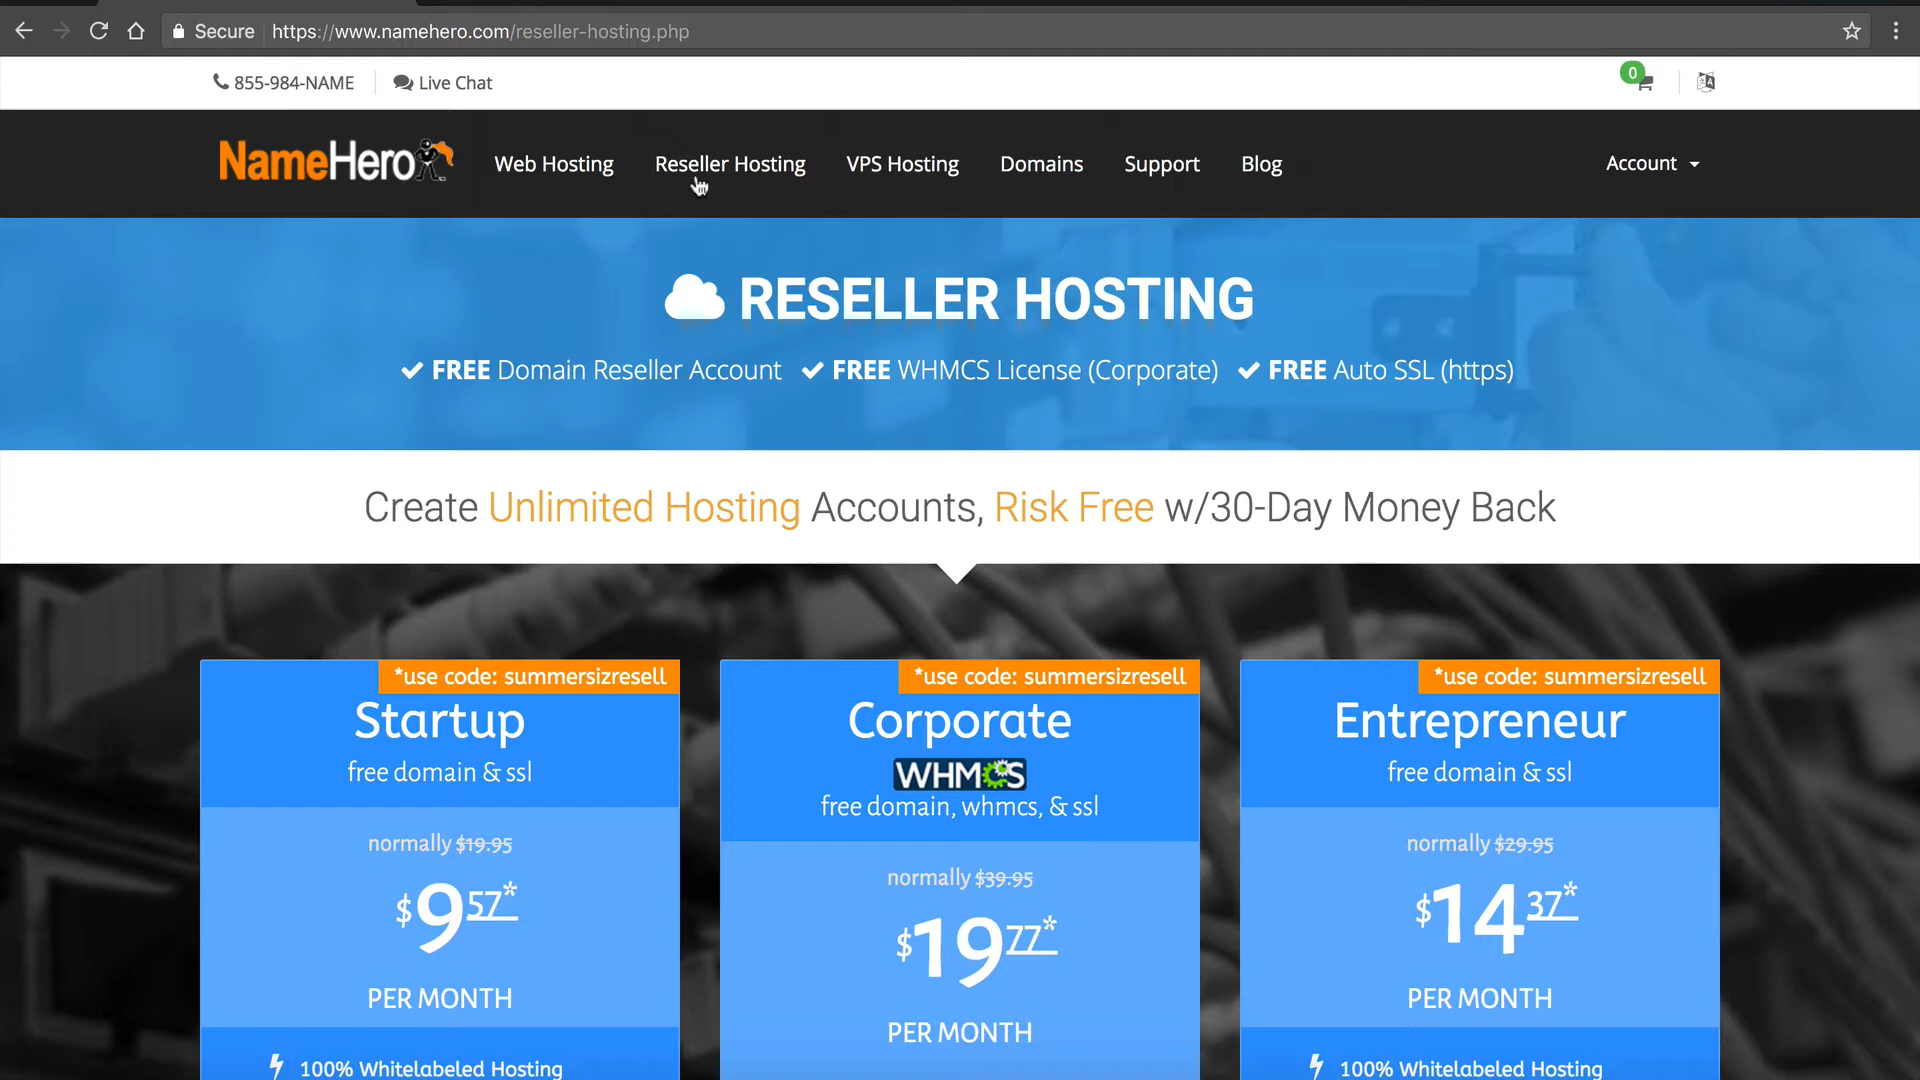 Secure https://www.namehero.com/reseller-hosting.php
855-984-NAME Live Chat 0
NameHero Web Hosting Reseller Hosting VPS Hosting Domains Support Blog Account
RESELLER HOSTING
FREE Domain Reseller Account FREE WHMCS License (Corporate) FREE Auto SSL (https)
Create Unlimited Hosting Accounts, Risk Free w/30-Day Money Back
*use code: summersizresell
Startup
free domain & ssl
normally $19.95
$9 57*
PER MONTH
100% Whitelabeled Hosting
*use code: summersizresell
Corporate
WHMCS
free domain, whmcs, & ssl
normally $39.95
$19 77*
PER MONTH
*use code: summersizresell
Entrepreneur
free domain & ssl
normally $29.95
$14 37*
PER MONTH
100% Whitelabeled Hosting